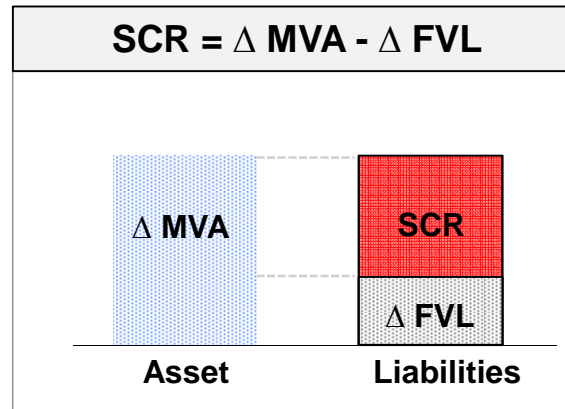 SCR = Δ MVA - Δ FVL
Δ MVA
SCR
Δ FVL
Asset
Liabilities